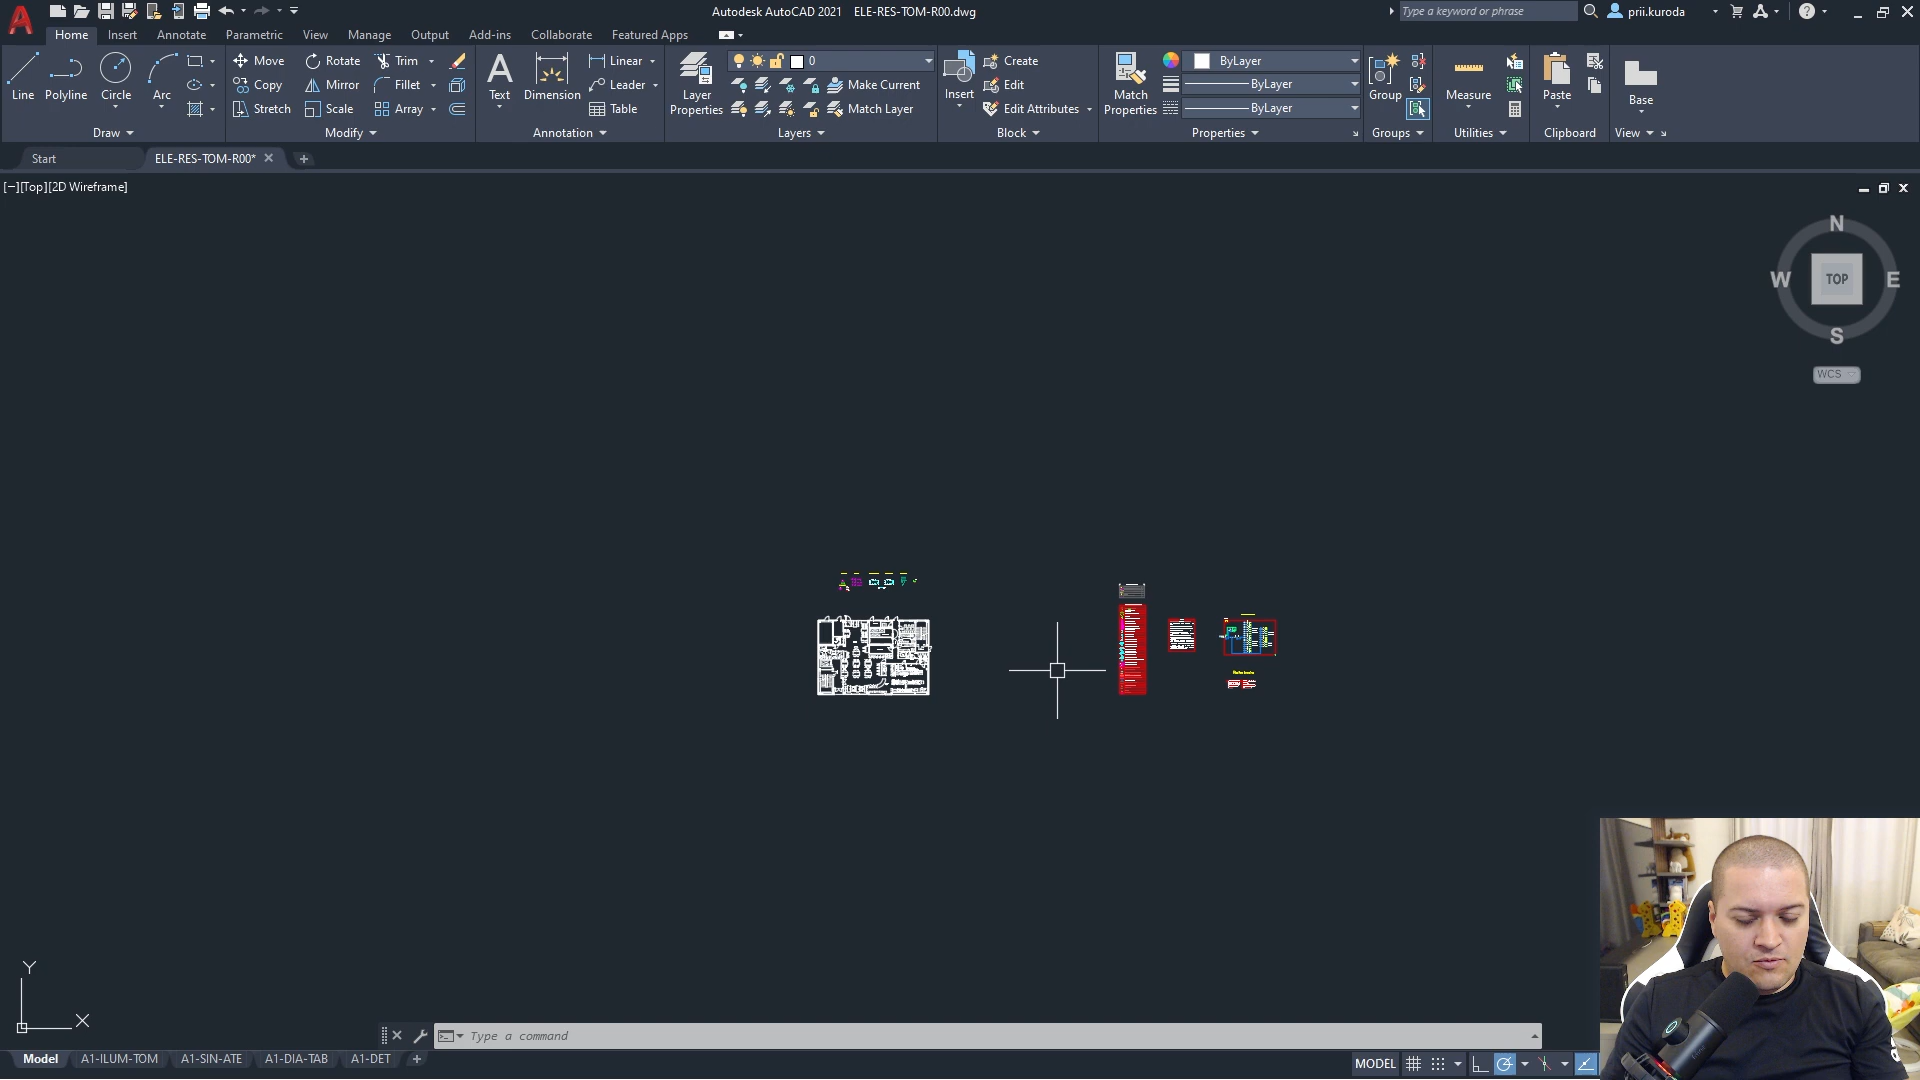 Autodesk AutoCAD 2021 ELE-RES-TOM-R00.dwg
Type a keyword or phrase
prii.kuroda
Home Insert Annotate Parametric View Manage Output Add-ins Collaborate Featured Apps
Line
Polyline
Circle
Arc
Move
Rotate
Trim
Copy
Mirror
Fillet
Stretch
Scale
Array
Text
Dimension
Linear
Leader
Table
Layer Properties
0
Make Current
Match Layer
Insert
Create
Edit
Edit Attributes
Match Properties
ByLayer
ByLayer
ByLayer
Group
Measure
Paste
Base
Draw
Modify
Annotation
Layers
Block
Properties
Groups
Utilities
Clipboard
View
Start
ELE-RES-TOM-R00*
[−][Top][2D Wireframe]
N
W
TOP
E
S
WCS
Y
X
Type a command
Model A1-ILUM-TOM A1-SIN-ATE A1-DIA-TAB A1-DET
MODEL